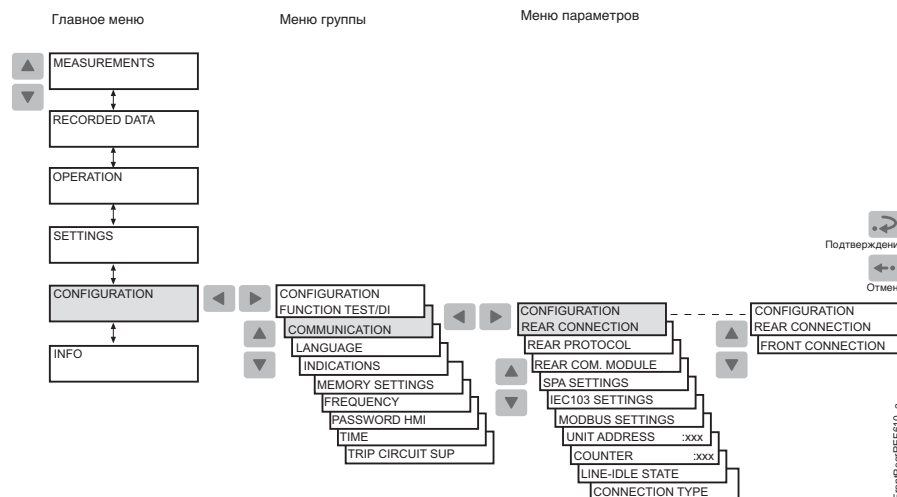 Главное меню
Меню группы
Меню параметров
MEASUREMENTS
RECORDED DATA
OPERATION
SETTINGS
CONFIGURATION
INFO
CONFIGURATION
FUNCTION TEST/DI
COMMUNICATION
LANGUAGE
INDICATIONS
MEMORY SETTINGS
FREQUENCY
PASSWORD HMI
TIME
TRIP CIRCUIT SUP
CONFIGURATION
REAR CONNECTION
REAR PROTOCOL
REAR COM. MODULE
SPA SETTINGS
IEC103 SETTINGS
MODBUS SETTINGS
UNIT ADDRESS :xxx
COUNTER :xxx
LINE-IDLE STATE
CONNECTION TYPE
Подтверждени
Отмен
CONFIGURATION
REAR CONNECTION
FRONT CONNECTION